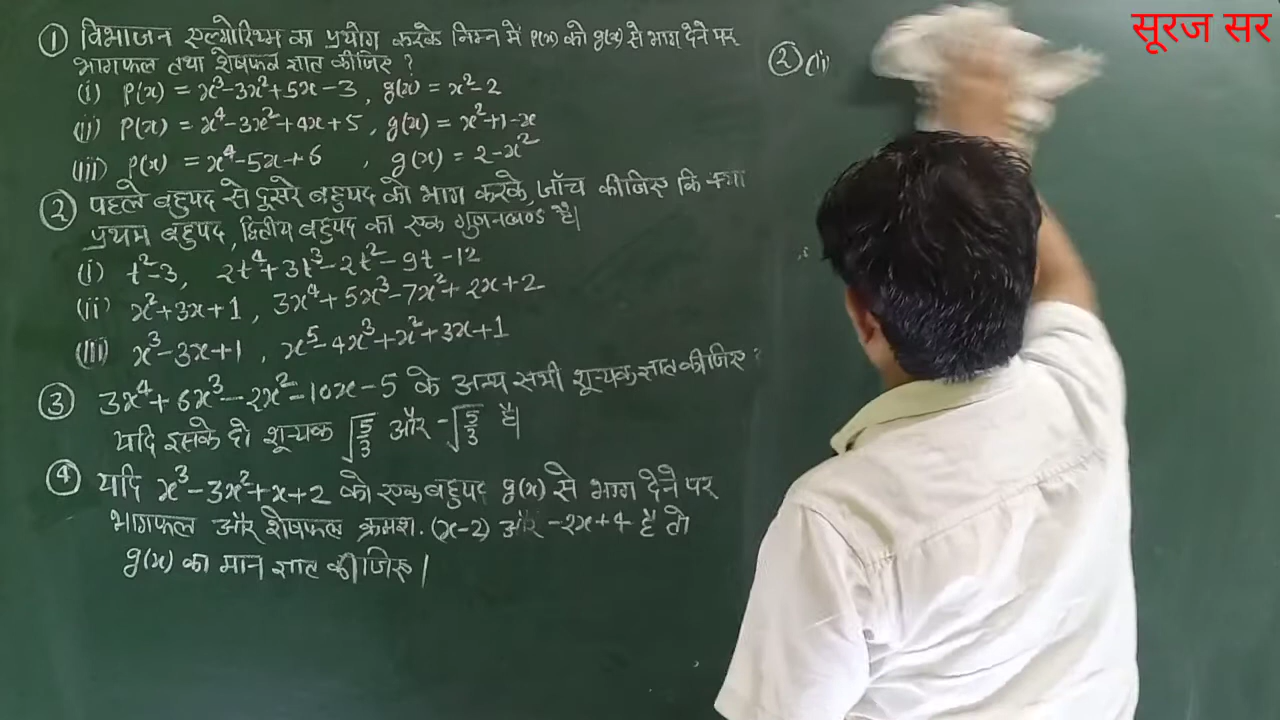 सूरज सर
① विभाजन एल्गोरिथ्म का प्रयोग करके निम्न में p(x) को g(x) से भाग देने पर
भागफल तथा शेषफल ज्ञात कीजिए ?
(i) P(x) = x³-3x²+5x-3, g(x) = x²-2
(ii) P(x) = x⁴-3x²+4x+5, g(x) = x²+1-x
(iii) P(x) = x⁴-5x+6 , g(x) = 2-x²
② पहले बहुपद से दूसरे बहुपद को भाग करके, जाँच कीजिए कि क्या
प्रथम बहुपद, द्वितीय बहुपद का एक गुणनखण्ड है।
(i) t²-3, 2t⁴+3t³-2t²-9t-12
(ii) x²+3x+1, 3x⁴+5x³-7x²+2x+2
(iii) x³-3x+1, x⁵-4x³+x²+3x+1
③ 3x⁴+6x³-2x²-10x-5 के अन्य सभी शून्यक ज्ञात कीजिए ?
यदि इसके दो शून्यक √5/3 और -√5/3 है।
④ यदि x³-3x²+x+2 को एक बहुपद g(x) से भाग देने पर
भागफल और शेषफल क्रमश. (x-2) और -2x+4 है तो
g(x) का मान ज्ञात कीजिए।
②